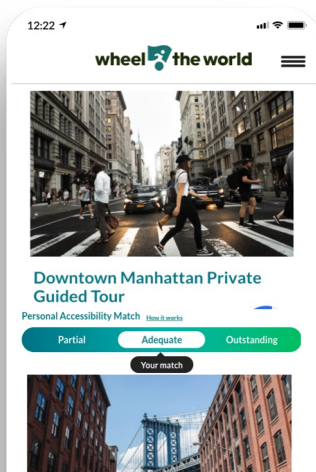 12:22
wheel the world
Downtown Manhattan Private
Guided Tour
Personal Accessibility Match How it works
Partial Adequate Outstanding
Your match